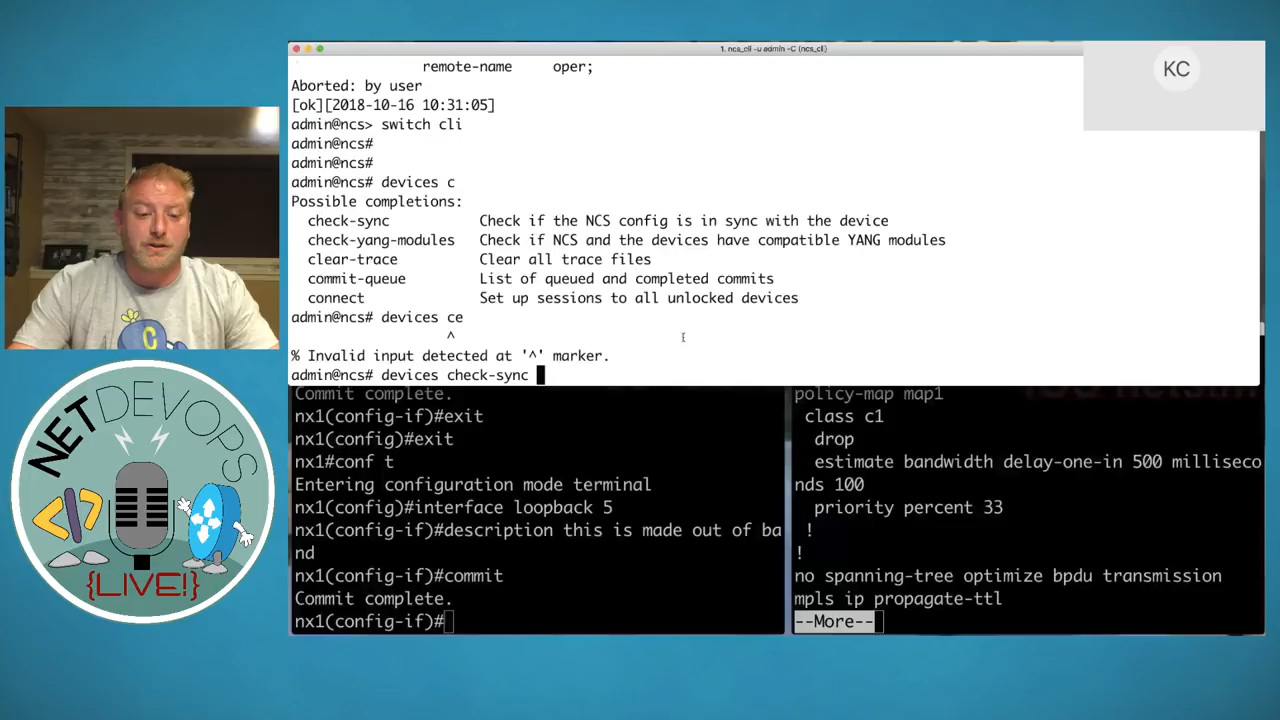 1. ncs_cli -u admin -C (ncs_cli)
remote-name oper;
Aborted: by user
[ok][2018-10-16 10:31:05]
admin@ncs> switch cli
admin@ncs#
admin@ncs#
admin@ncs# devices c
Possible completions:
check-sync Check if the NCS config is in sync with the device
check-yang-modules Check if NCS and the devices have compatible YANG modules
clear-trace Clear all trace files
commit-queue List of queued and completed commits
connect Set up sessions to all unlocked devices
admin@ncs# devices ce
^
% Invalid input detected at '^' marker.
admin@ncs# devices check-sync
KC
Commit complete.
nx1(config-if)#exit
nx1(config)#exit
nx1#conf t
Entering configuration mode terminal
nx1(config)#interface loopback 5
nx1(config-if)#description this is made out of ba
nd
nx1(config-if)#commit
Commit complete.
nx1(config-if)#
policy-map map1
class c1
drop
estimate bandwidth delay-one-in 500 milliseco
nds 100
priority percent 33
!
!
no spanning-tree optimize bpdu transmission
mpls ip propagate-ttl
--More--
NETDEVOPS
</>
{LIVE!}
C